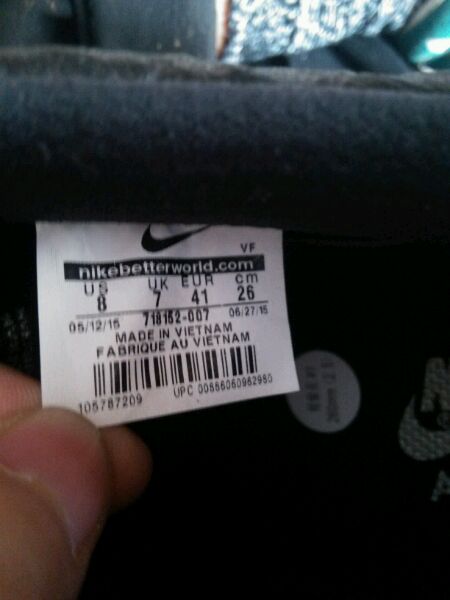 VF
nikebetterworld.com
US UK EUR cm
8 7 41 26
05/12/15 718152-007 06/27/15
MADE IN VIETNAM
FABRIQUE AU VIETNAM
105787209 UPC 00886060962980